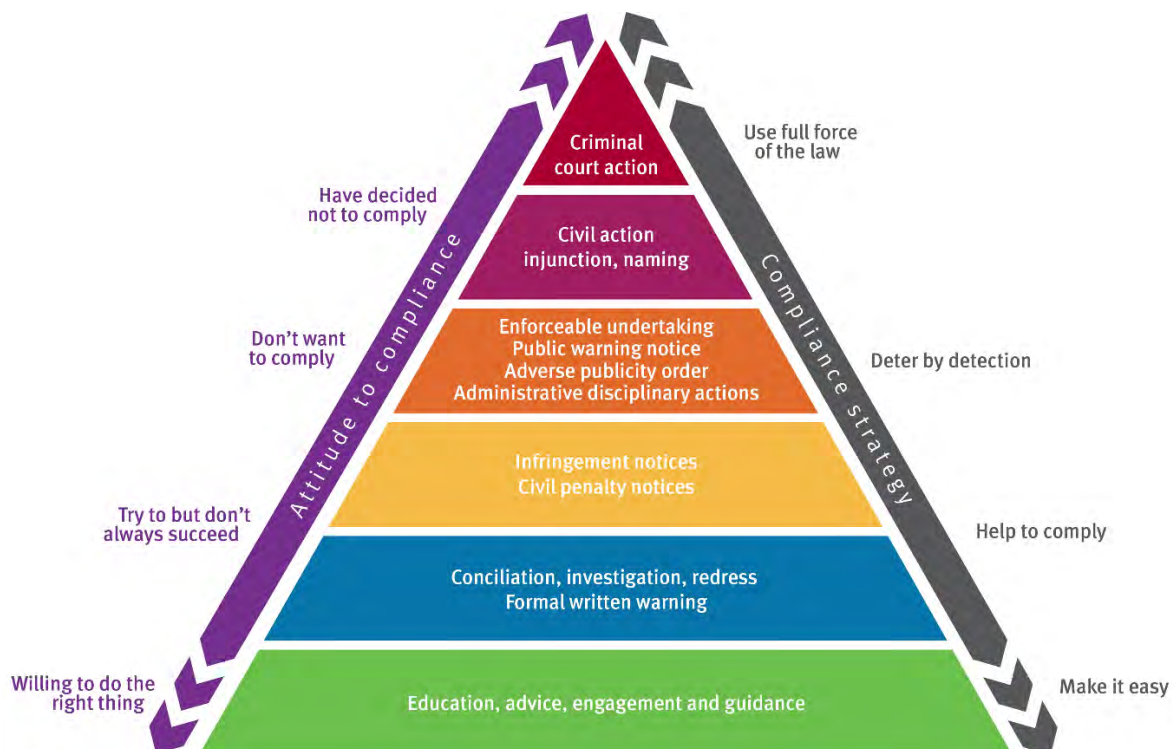 Criminal
court action
Use full force
of the law
Have decided
not to comply
Civil action
injunction, naming
Attitude to compliance
Compliance strategy
Don't want
to comply
Enforceable undertaking
Public warning notice
Adverse publicity order
Administrative disciplinary actions
Deter by detection
Infringement notices
Civil penalty notices
Try to but don't
always succeed
Help to comply
Conciliation, investigation, redress
Formal written warning
Willing to do the
right thing
Education, advice, engagement and guidance
Make it easy